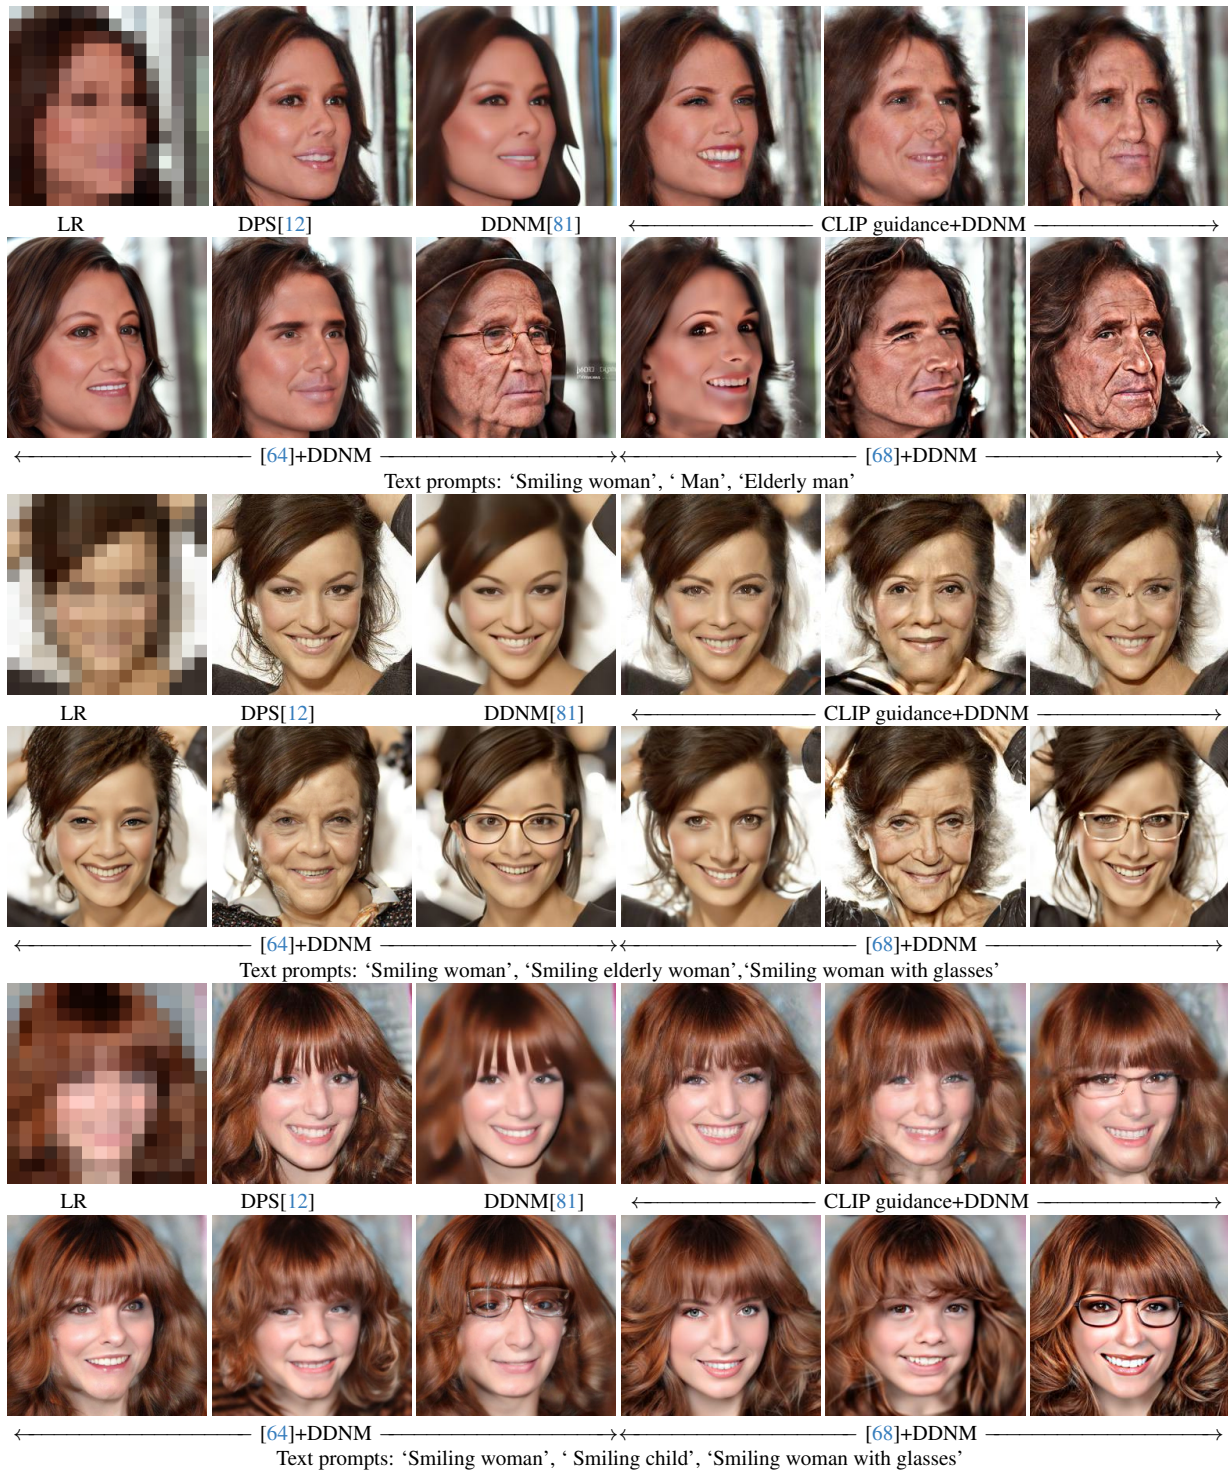 LR DPS[12] DDNM[81] CLIP guidance+DDNM
[64]+DDNM [68]+DDNM
Text prompts: ‘Smiling woman’, ‘ Man’, ‘Elderly man’
LR DPS[12] DDNM[81] CLIP guidance+DDNM
[64]+DDNM [68]+DDNM
Text prompts: ‘Smiling woman’, ‘Smiling elderly woman’,‘Smiling woman with glasses’
LR DPS[12] DDNM[81] CLIP guidance+DDNM
[64]+DDNM [68]+DDNM
Text prompts: ‘Smiling woman’, ‘ Smiling child’, ‘Smiling woman with glasses’